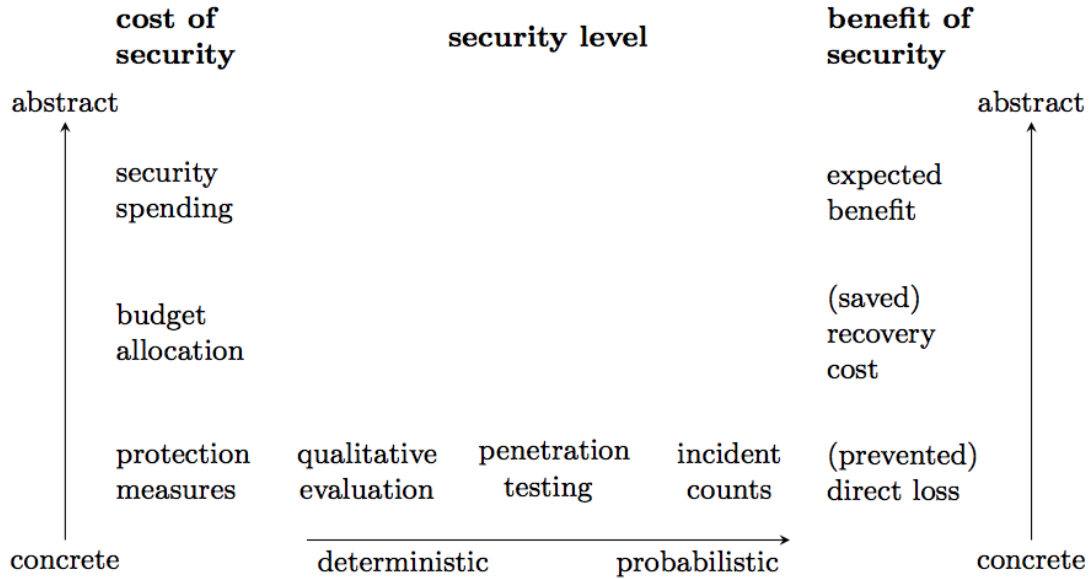 cost of
security
security level
benefit of
security
abstract
abstract
security
spending
expected
benefit
budget
allocation
(saved)
recovery
cost
protection
measures
qualitative
evaluation
penetration
testing
incident
counts
(prevented)
direct loss
concrete
deterministic
probabilistic
concrete